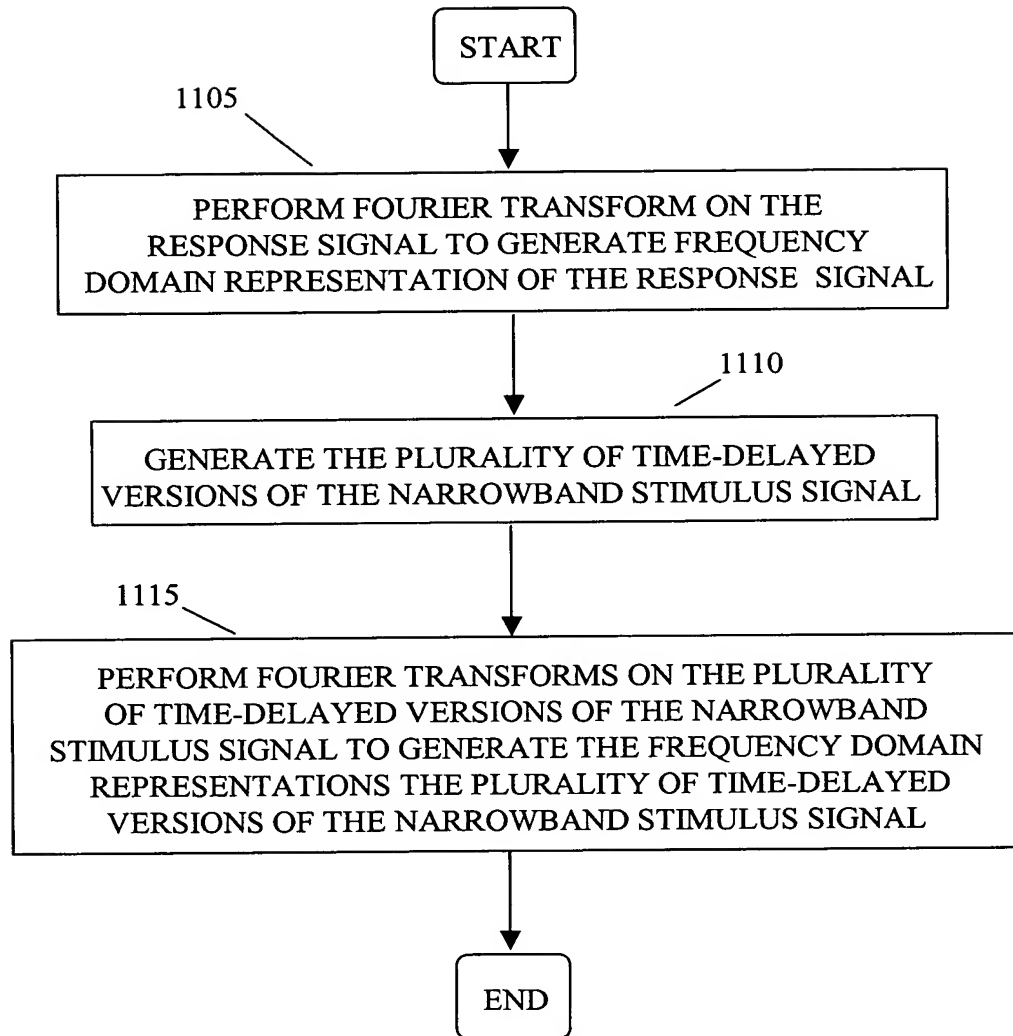 START
1105
PERFORM FOURIER TRANSFORM ON THE
RESPONSE SIGNAL TO GENERATE FREQUENCY
DOMAIN REPRESENTATION OF THE RESPONSE SIGNAL
1110
GENERATE THE PLURALITY OF TIME-DELAYED
VERSIONS OF THE NARROWBAND STIMULUS SIGNAL
1115
PERFORM FOURIER TRANSFORMS ON THE PLURALITY
OF TIME-DELAYED VERSIONS OF THE NARROWBAND
STIMULUS SIGNAL TO GENERATE THE FREQUENCY DOMAIN
REPRESENTATIONS THE PLURALITY OF TIME-DELAYED
VERSIONS OF THE NARROWBAND STIMULUS SIGNAL
END